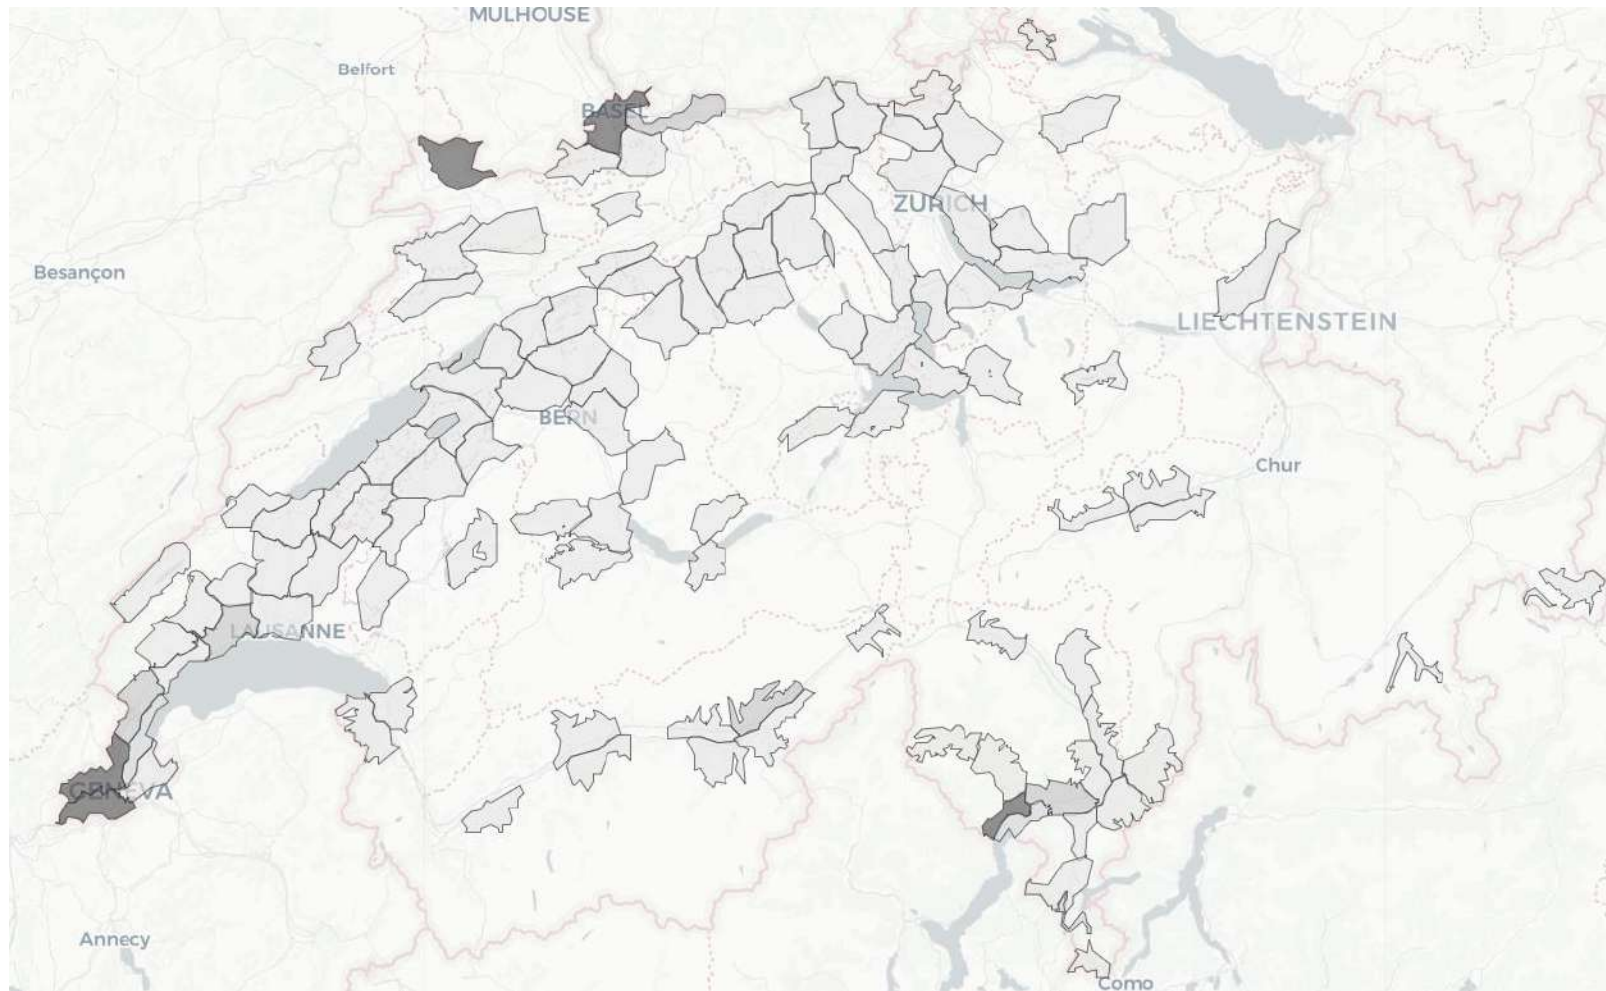 MULHOUSE
Belfort
BASEL
ZURICH
Besançon
LIECHTENSTEIN
BERN
Chur
LAUSANNE
GENEVA
Annecy
Como